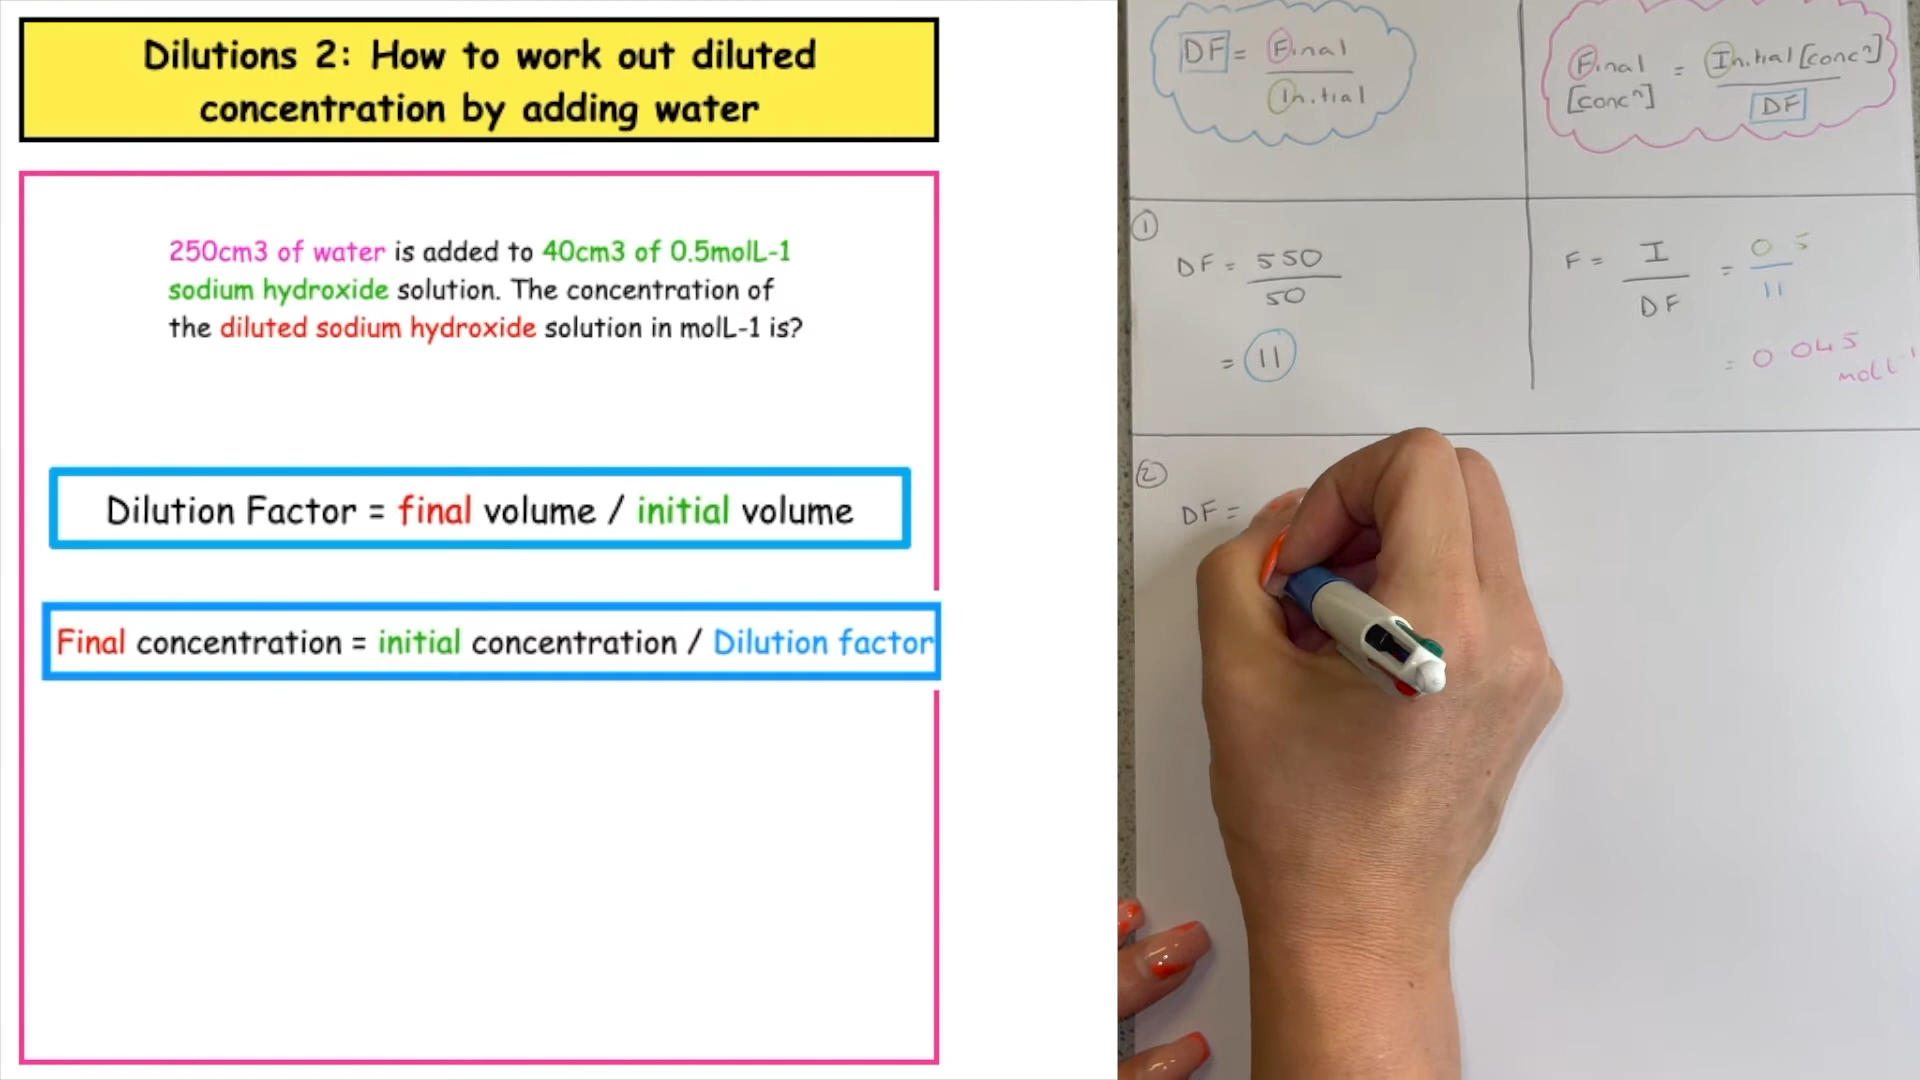 Dilutions 2: How to work out diluted
concentration by adding water
250cm3 of water is added to 40cm3 of 0.5molL-1
sodium hydroxide solution. The concentration of
the diluted sodium hydroxide solution in molL-1 is?
Dilution Factor = final volume / initial volume
Final concentration = initial concentration / Dilution factor
DF = Final
Initial
Final = Initial [concⁿ]
[concⁿ] DF
①
DF = 550
50
= 11
F = I = 0.5
DF 11
= 0.045
molL⁻¹
②
DF =